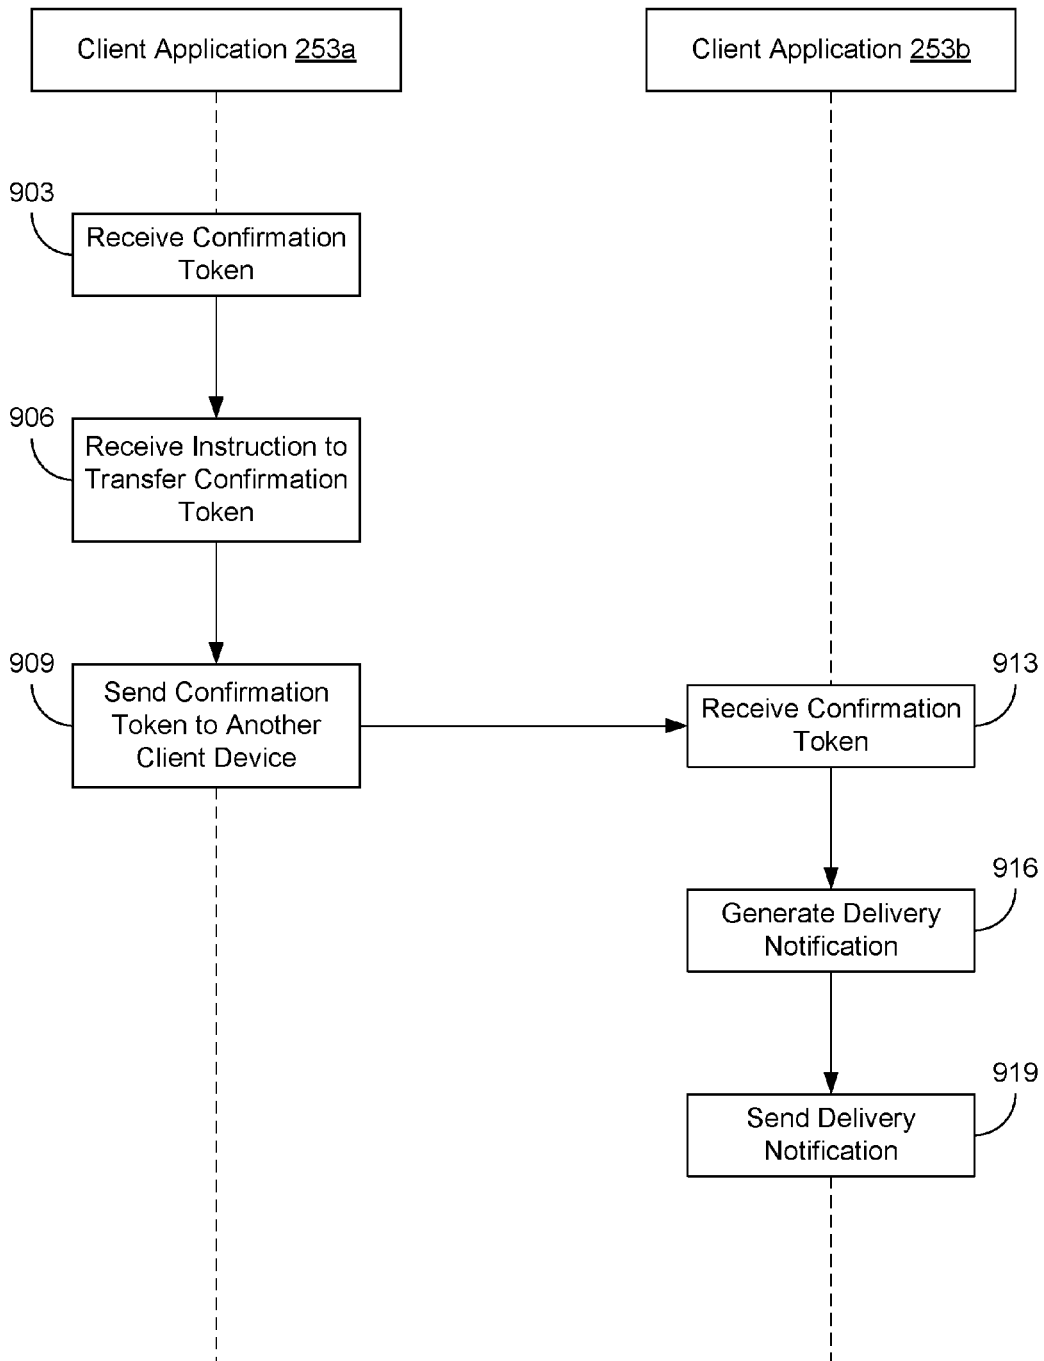 Client Application 253a
Client Application 253b
903
Receive Confirmation
Token
906
Receive Instruction to
Transfer Confirmation
Token
909
Send Confirmation
Token to Another
Client Device
913
Receive Confirmation
Token
916
Generate Delivery
Notification
919
Send Delivery
Notification